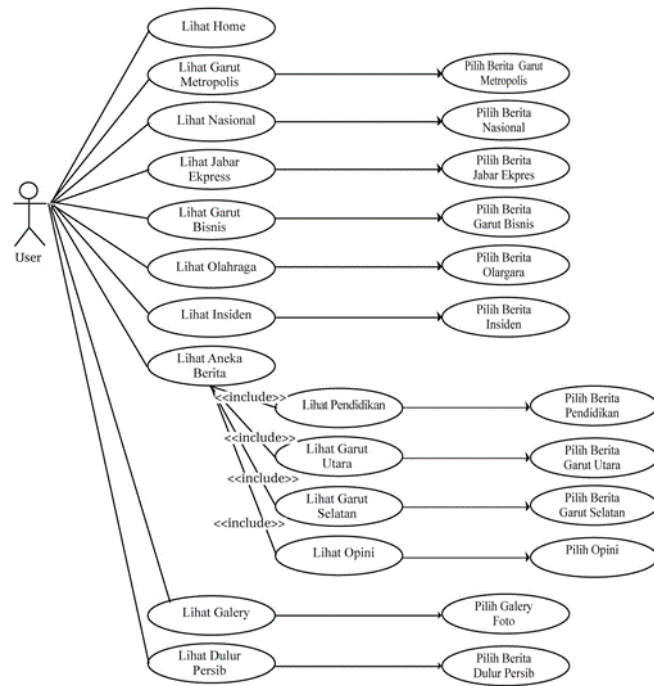 Lihat Home
Lihat Garut
Metropolis
Pilih Berita Garut
Metropolis
Lihat Nasional
Pilih Berita
Nasional
Lihat Jabar
Ekpress
Pilih Berita
Jabar Ekpres
User
Lihat Garut
Bisnis
Pilih Berita
Garut Bisnis
Lihat Olahraga
Pilih Berita
Olargara
Lihat Insiden
Pilih Berita
Insiden
Lihat Aneka
Berita
<<include>>
Lihat Pendidikan
Pilih Berita
Pendidikan
<<include>>
Lihat Garut
Utara
Pilih Berita
Garut Utara
<<include>>
Lihat Garut
Selatan
Pilih Berita
Garut Selatan
<<include>>
Lihat Opini
Pilih Opini
Lihat Galery
Pilih Galery
Foto
Lihat Dulur
Persib
Pilih Berita
Dulur Persib